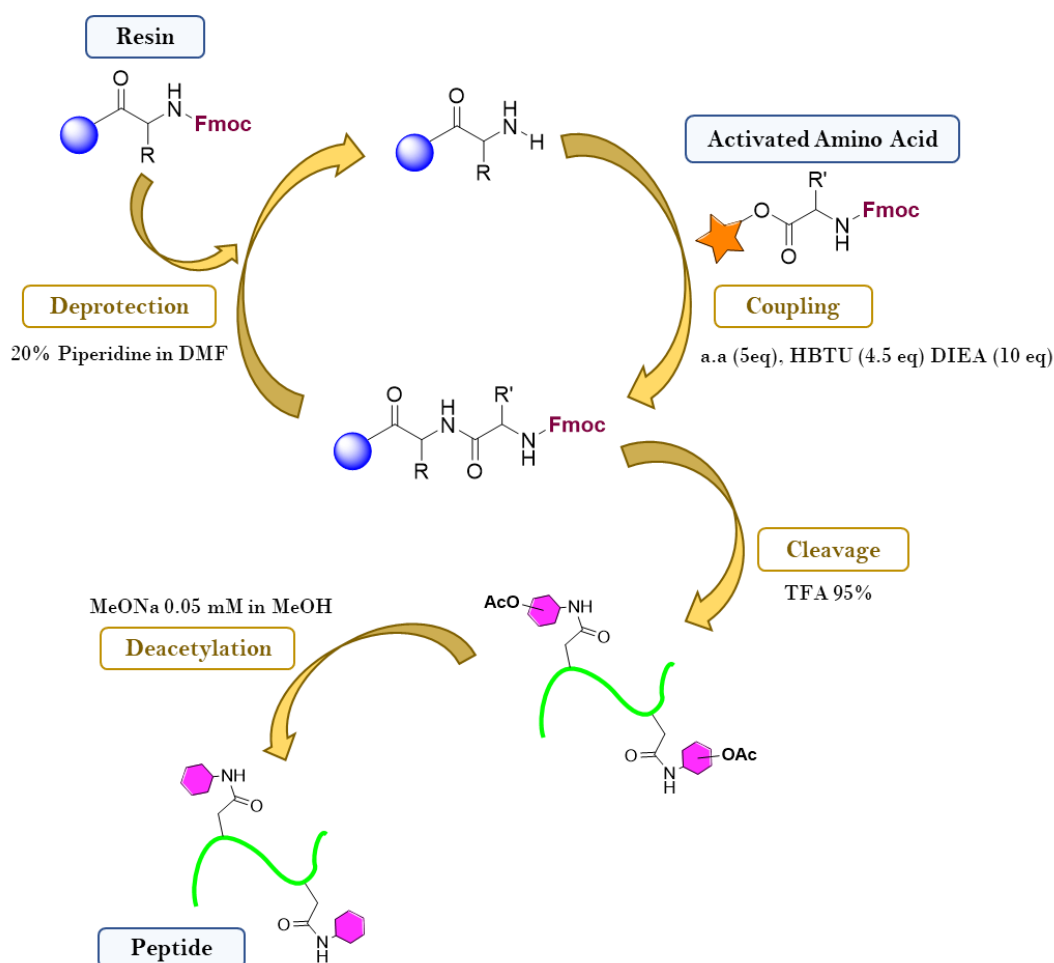 Resin
O
H
N
Fmoc
R
O
H
N
H
R
Activated Amino Acid
R'
O
Fmoc
N
H
O
Deprotection
20% Piperidine in DMF
Coupling
a.a (5eq), HBTU (4.5 eq) DIEA (10 eq)
O
H
N
R'
Fmoc
N
H
R
O
Cleavage
TFA 95%
MeONa 0.05 mM in MeOH
Deacetylation
AcO
NH
O
O
N
H
OAc
NH
O
O
N
H
Peptide